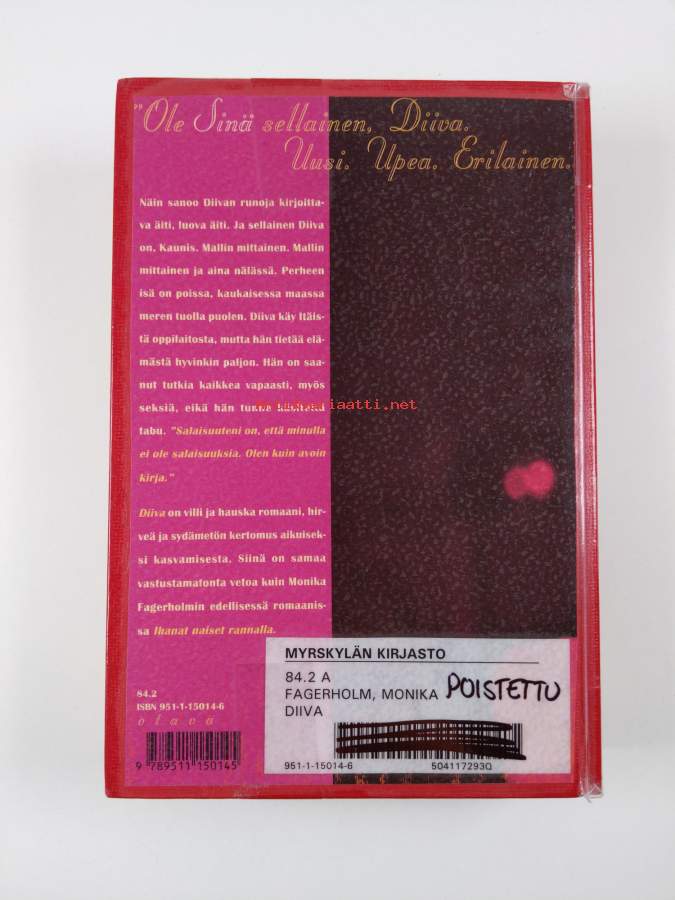 "Ole Sinä sellainen, Diiva.
Uusi. Upea. Erilainen.
Näin sanoo Diivan runoja kirjoitta-
va äiti, luova äiti. Ja sellainen Diiva
on. Kaunis. Mallin mittainen. Mallin
mittainen ja aina nälässä. Perheen
isä on poissa, kaukaisessa maassa
meren tuolla puolen. Diiva käy Itäis-
tä oppilaitosta, mutta hän tietää elä-
mästä hyvinkin paljon. Hän on saa-
nut tutkia kaikkea vapaasti, myös
seksiä, eikä hän
tabu. "Salaisuuteni on, että minulla
ei ole salaisuuksia. Olen kuin avoin
kirja."
Diiva on villi ja hauska romaani, hir-
veä ja sydämetön kertomus aikuisek-
si kasvamisesta. Siinä on samaa
vastustamatonta vetoa kuin Monika
Fagerholmin edellisessä romaanis-
sa Ihanat naiset rannalla.
84.2
ISBN 951-1-15014-6
otava
9 789511 150145
MYRSKYLÄN KIRJASTO
84.2 A
FAGERHOLM, MONIKA POISTETTU
DIIVA
951-1-15014-6 504117293Q